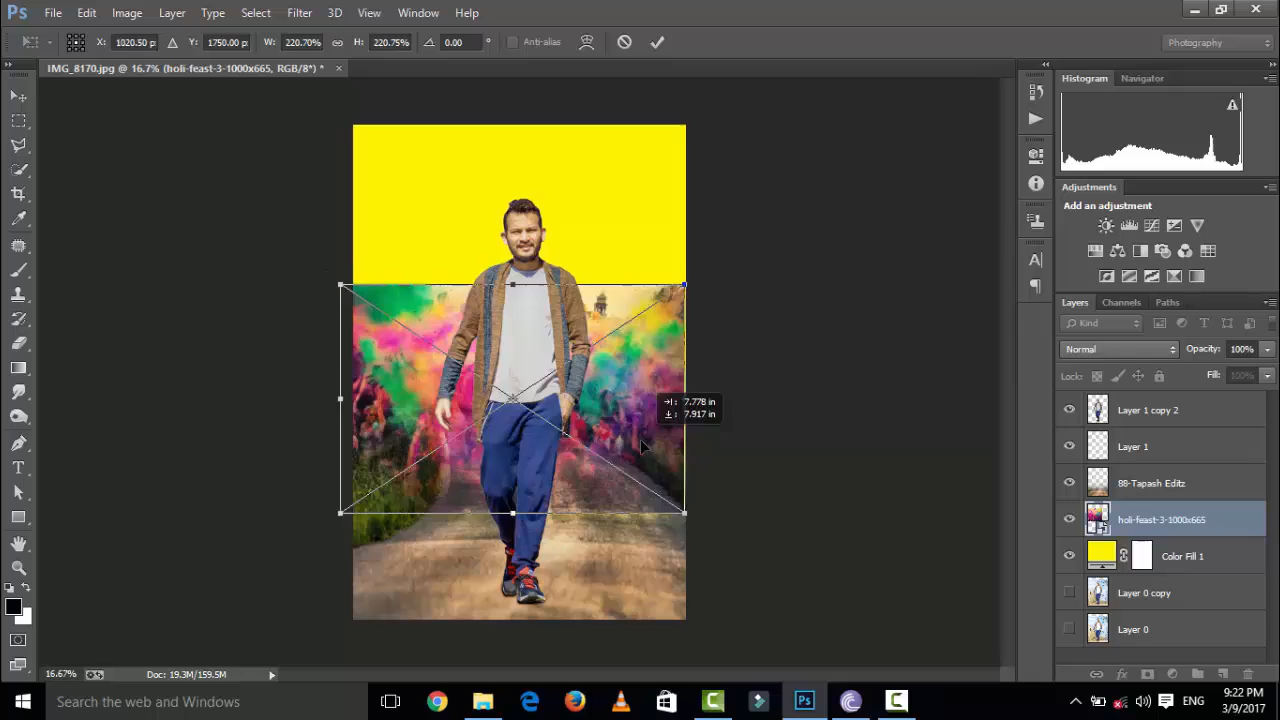 Ps File Edit Image Layer Type Select Filter 3D View Window Help
X: 1020.50 p Y: 1750.00 p W: 220.70% H: 220.75% 0.00 ° Anti-alias Photography
IMG_8170.jpg @ 16.7% (holi-feast-3-1000x665, RGB/8*) * ×
Histogram Navigator
Adjustments
Add an adjustment
Layers Channels Paths
Kind
Normal Opacity: 100%
Lock: Fill: 100%
Layer 1 copy 2
Layer 1
88-Tapash Editz
holi-feast-3-1000x665
Color Fill 1
Layer 0 copy
Layer 0
: 7.778 in
: 7.917 in
16.67% Doc: 19.3M/159.5M
Search the web and Windows
Ps
ENG
9:22 PM
3/9/2017